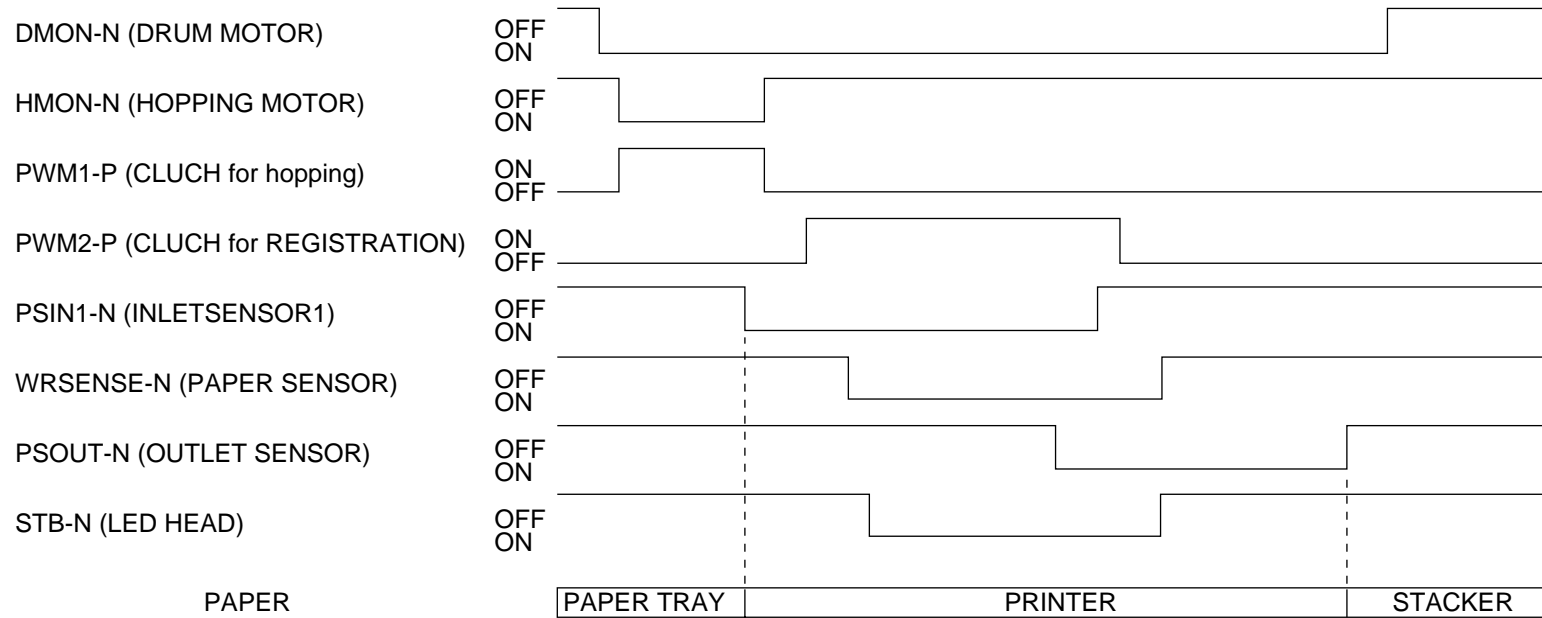 DMON-N (DRUM MOTOR) OFF
ON
HMON-N (HOPPING MOTOR) OFF
ON
PWM1-P (CLUCH for hopping) ON
OFF
PWM2-P (CLUCH for REGISTRATION) ON
OFF
PSIN1-N (INLETSENSOR1) OFF
ON
WRSENSE-N (PAPER SENSOR) OFF
ON
PSOUT-N (OUTLET SENSOR) OFF
ON
STB-N (LED HEAD) OFF
ON
PAPER PAPER TRAY PRINTER STACKER